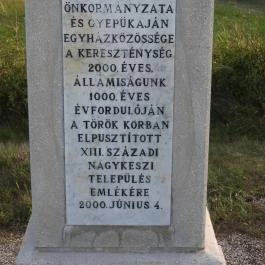 ÖNKORMÁNYZATA
ÉS GYEPÜKAJÁN
EGYHÁZKÖZÖSSÉGE
A KERESZTÉNYSÉG
2000. ÉVES,
ÁLLAMISÁGUNK
1000. ÉVES
ÉVFORDULÓJÁN
A TÖRÖK KORBAN
ELPUSZTÍTOTT
XIII. SZÁZADI
NAGYKESZI
TELEPÜLÉS
EMLÉKÉRE
2000. JÚNIUS 4.